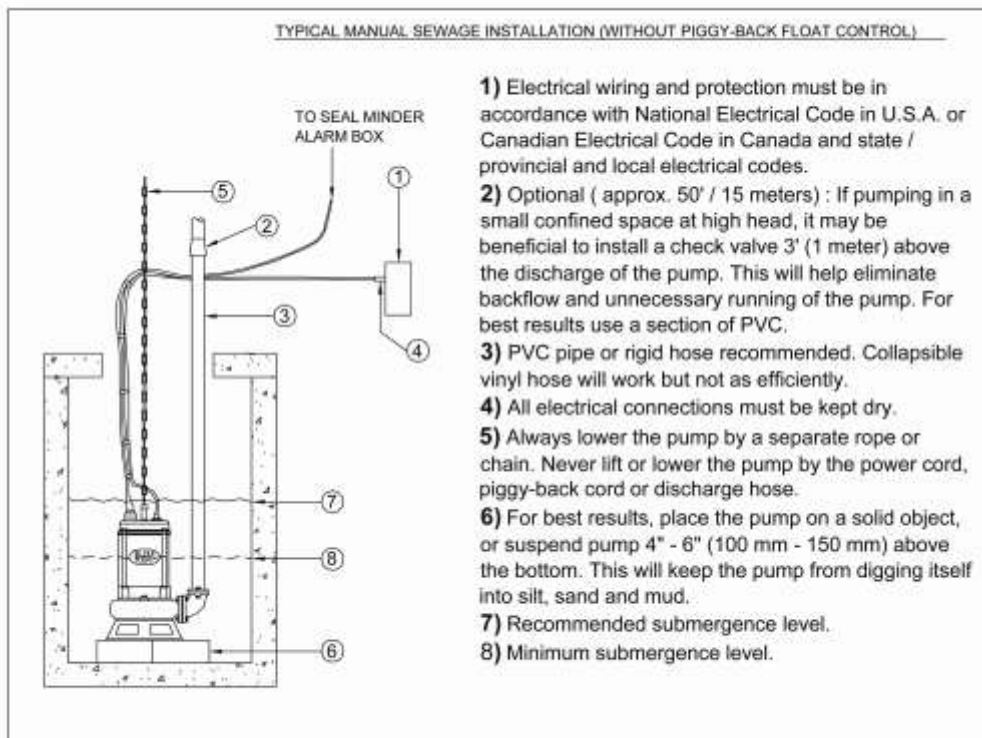 TYPICAL MANUAL SEWAGE INSTALLATION (WITHOUT PIGGY-BACK FLOAT CONTROL)
TO SEAL MINDER
ALARM BOX
1
5
2
3
4
7
8
6
1) Electrical wiring and protection must be in
accordance with National Electrical Code in U.S.A. or
Canadian Electrical Code in Canada and state /
provincial and local electrical codes.
2) Optional ( approx. 50' / 15 meters) : If pumping in a
small confined space at high head, it may be
beneficial to install a check valve 3' (1 meter) above
the discharge of the pump. This will help eliminate
backflow and unnecessary running of the pump. For
best results use a section of PVC.
3) PVC pipe or rigid hose recommended. Collapsible
vinyl hose will work but not as efficiently.
4) All electrical connections must be kept dry.
5) Always lower the pump by a separate rope or
chain. Never lift or lower the pump by the power cord,
piggy-back cord or discharge hose.
6) For best results, place the pump on a solid object,
or suspend pump 4" - 6" (100 mm - 150 mm) above
the bottom. This will keep the pump from digging itself
into silt, sand and mud.
7) Recommended submergence level.
8) Minimum submergence level.